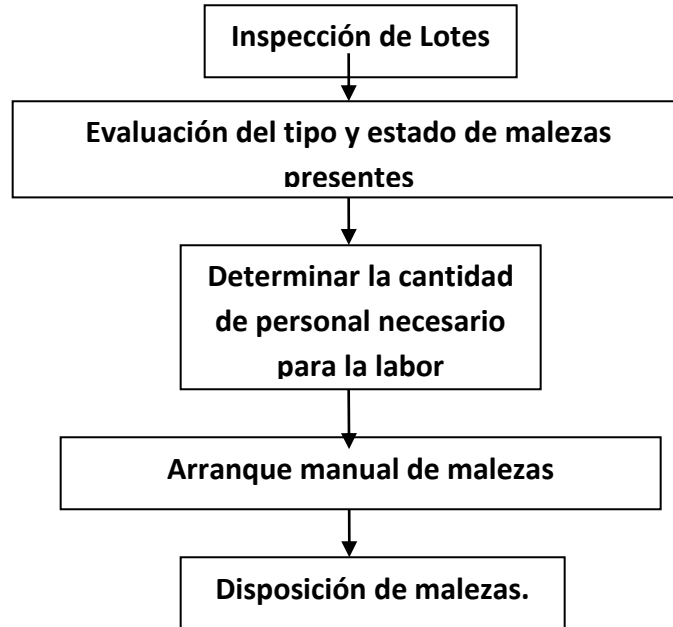 Inspección de Lotes
Evaluación del tipo y estado de malezas
presentes
Determinar la cantidad
de personal necesario
para la labor
Arranque manual de malezas
Disposición de malezas.